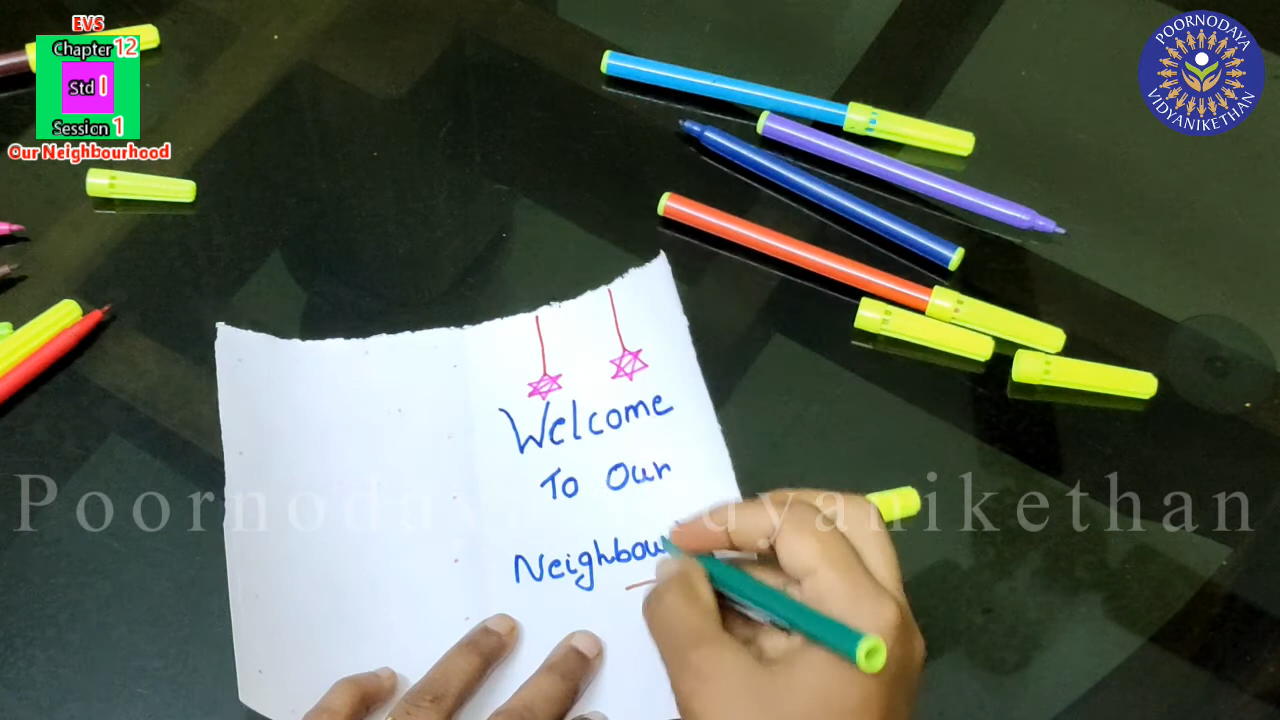 EVS
Chapter 12
Std I
Session 1
Our Neighbourhood
POORNODAYA
VIDYANIKETHAN
Welcome
To Our
Neighbou
Poornodaya Vidyanikethan